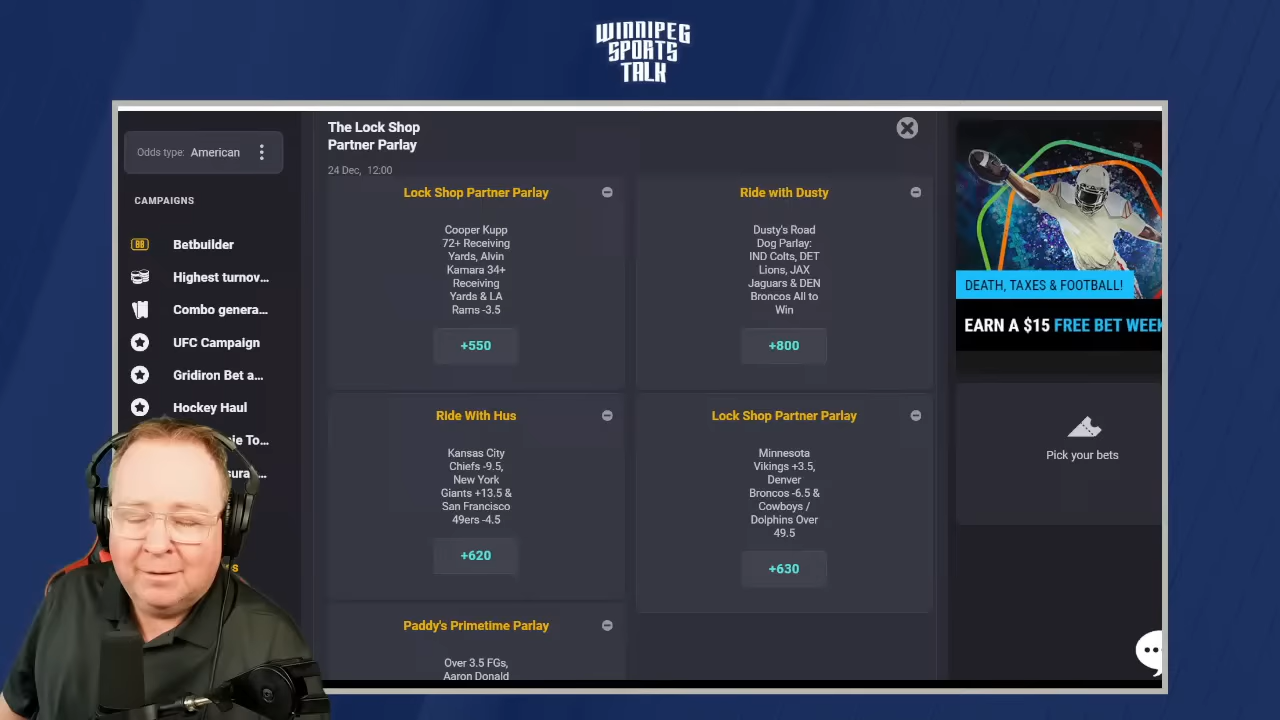 WINNIPEG
SPORTS
TALK
Odds type: American
CAMPAIGNS
Betbuilder
Highest turnov...
Combo genera...
UFC Campaign
Gridiron Bet a...
Hockey Haul
The Lock Shop
Partner Parlay
24 Dec, 12:00
Lock Shop Partner Parlay
Cooper Kupp
72+ Receiving
Yards, Alvin
Kamara 34+
Receiving
Yards & LA
Rams -3.5
+550
Ride with Dusty
Dusty's Road
Dog Parlay:
IND Colts, DET
Lions, JAX
Jaguars & DEN
Broncos All to
Win
+800
Ride With Hus
Kansas City
Chiefs -9.5,
New York
Giants +13.5 &
San Francisco
49ers -4.5
+620
Lock Shop Partner Parlay
Minnesota
Vikings +3.5,
Denver
Broncos -6.5 &
Cowboys /
Dolphins Over
49.5
+630
Paddy's Primetime Parlay
Over 3.5 FGs,
Aaron Donald
DEATH, TAXES & FOOTBALL!
EARN A $15 FREE BET WEEK
Pick your bets